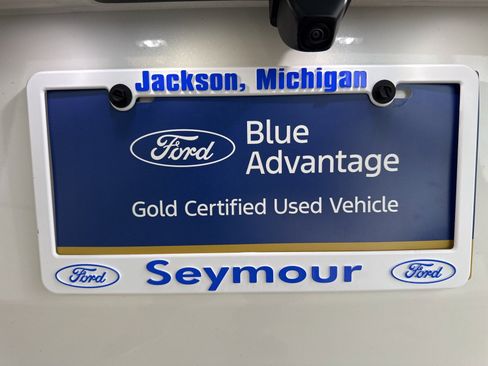 Jackson, Michigan
Ford
Blue
Advantage
Gold Certified Used Vehicle
Ford
Seymour
Ford